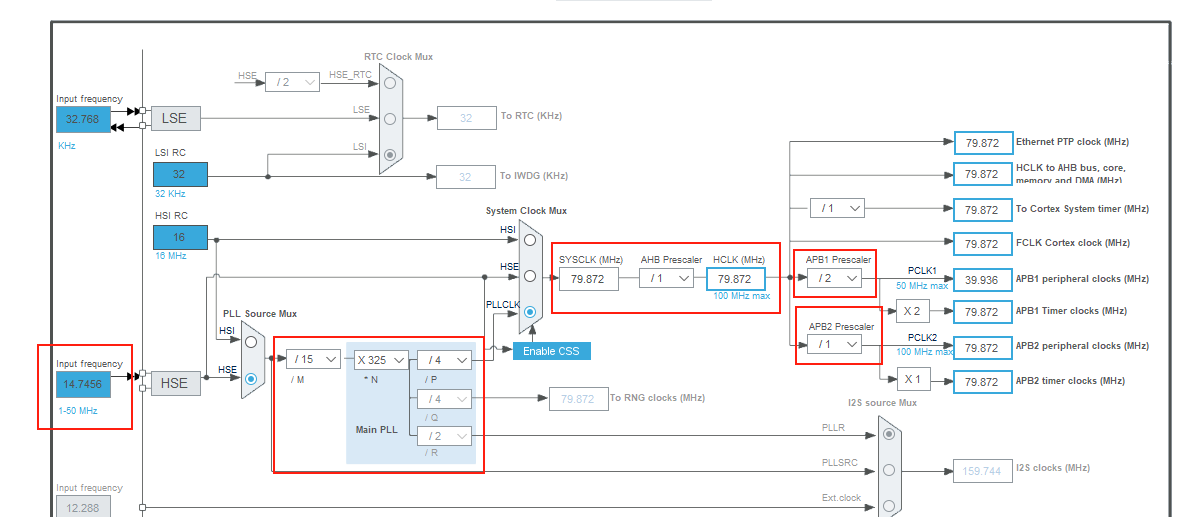 RTC Clock Mux
HSE
/ 2
HSE_RTC
Input frequency
32.768
KHz
LSE
LSE
32
To RTC (KHz)
LSI RC
32
32 KHz
LSI
32
To IWDG (KHz)
HSI RC
16
16 MHz
System Clock Mux
HSI
HSE
PLLCLK
Enable CSS
SYSCLK (MHz)
79.872
AHB Prescaler
/ 1
HCLK (MHz)
79.872
100 MHz max
79.872
Ethernet PTP clock (MHz)
79.872
HCLK to AHB bus, core,
memory and DMA (MHz)
/ 1
79.872
To Cortex System timer (MHz)
79.872
FCLK Cortex clock (MHz)
APB1 Prescaler
/ 2
PCLK1
50 MHz max
39.936
APB1 peripheral clocks (MHz)
X 2
79.872
APB1 Timer clocks (MHz)
APB2 Prescaler
/ 1
PCLK2
100 MHz max
79.872
APB2 peripheral clocks (MHz)
X 1
79.872
APB2 timer clocks (MHz)
PLL Source Mux
HSI
HSE
Input frequency
14.7456
1-50 MHz
HSE
/ 15
/ M
X 325
* N
/ 4
/ P
/ 4
/ Q
/ 2
/ R
Main PLL
79.872
To RNG clocks (MHz)
I2S source Mux
PLLR
PLLSRC
Ext.clock
159.744
I2S clocks (MHz)
Input frequency
12.288